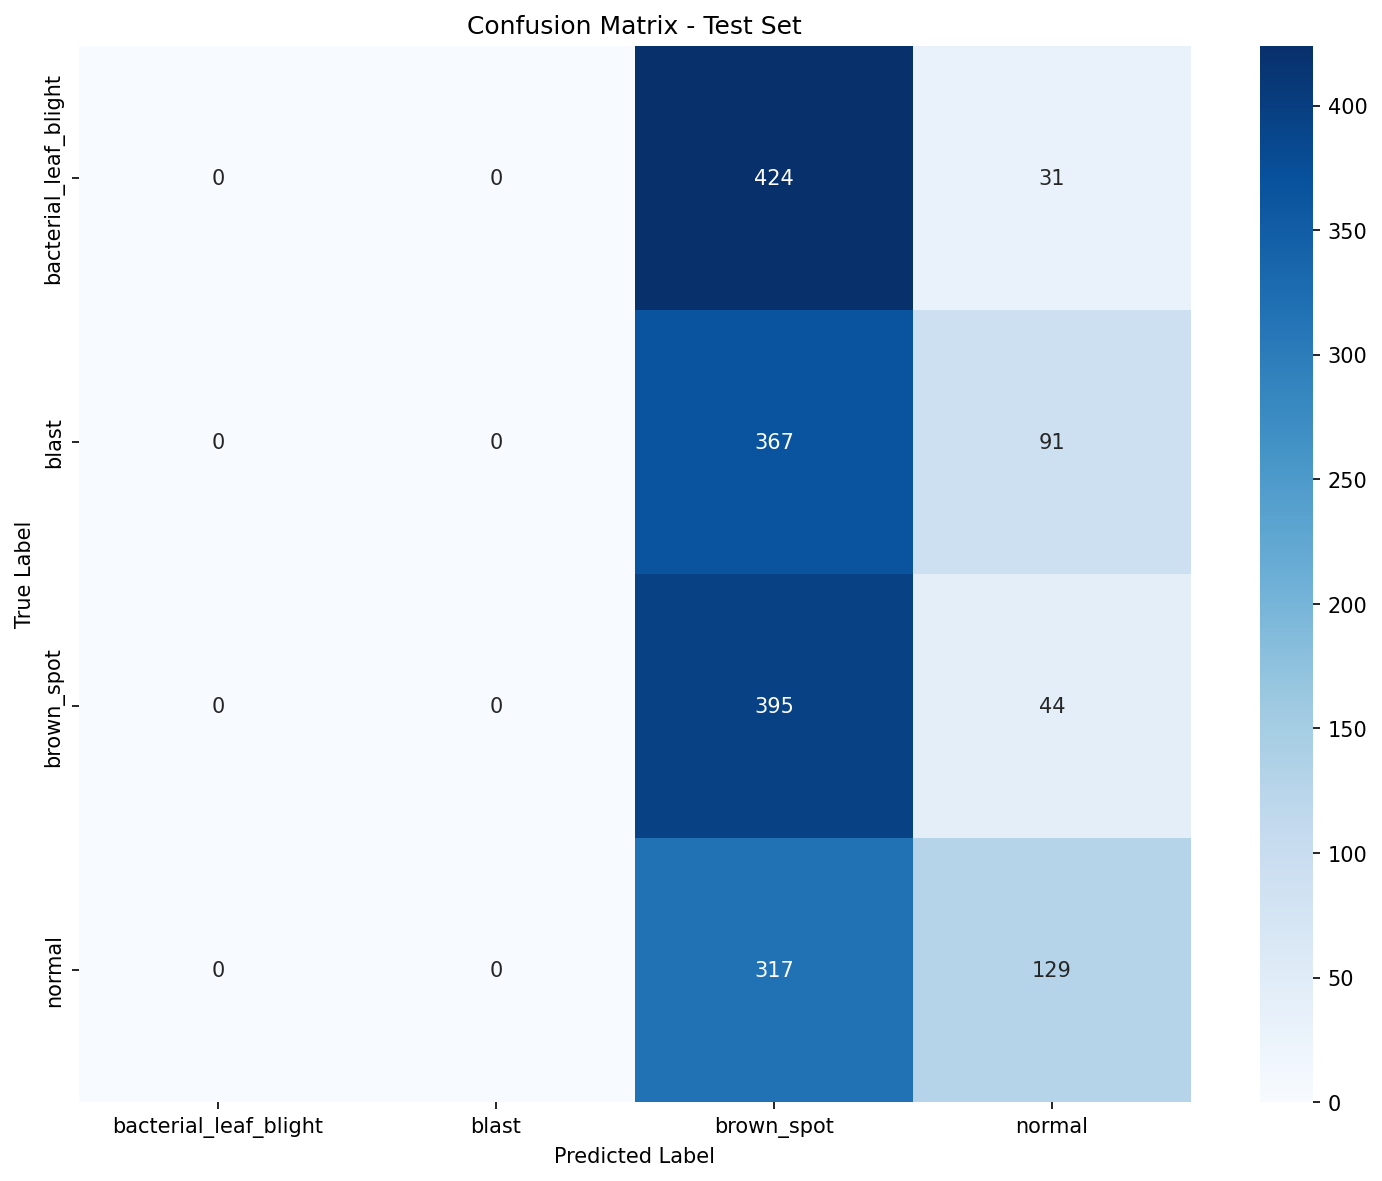 Confusion Matrix - Test Set
True Label
bacterial_leaf_blight
0 0 424 31
blast
0 0 367 91
brown_spot
0 0 395 44
normal
0 0 317 129
bacterial_leaf_blight blast brown_spot normal
Predicted Label
400
350
300
250
200
150
100
50
0